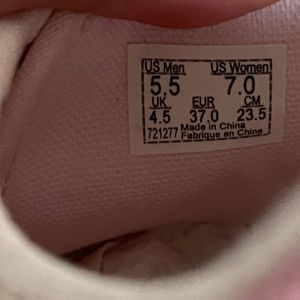 US Men US Women
5.5 7.0
UK EUR CM
4.5 37.0 23.5
721277 Made in China
Fabrique en Chine